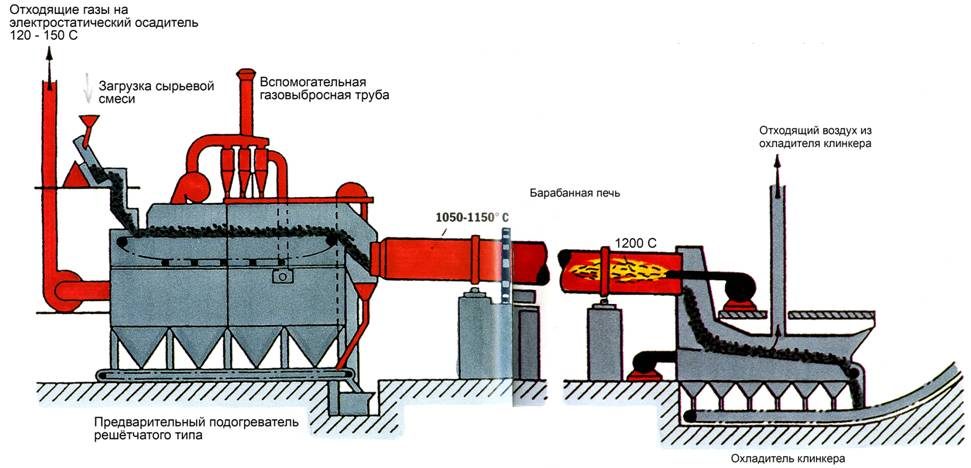 Отходящие газы на
электростатический осадитель
120 - 150 С
Загрузка сырьевой
смеси
Вспомогательная
газовыбросная труба
Отходящий воздух из
охладителя клинкера
Барабанная печь
1050-1150° С
1200 С
Предварительный подогреватель
решётчатого типа
Охладитель клинкера